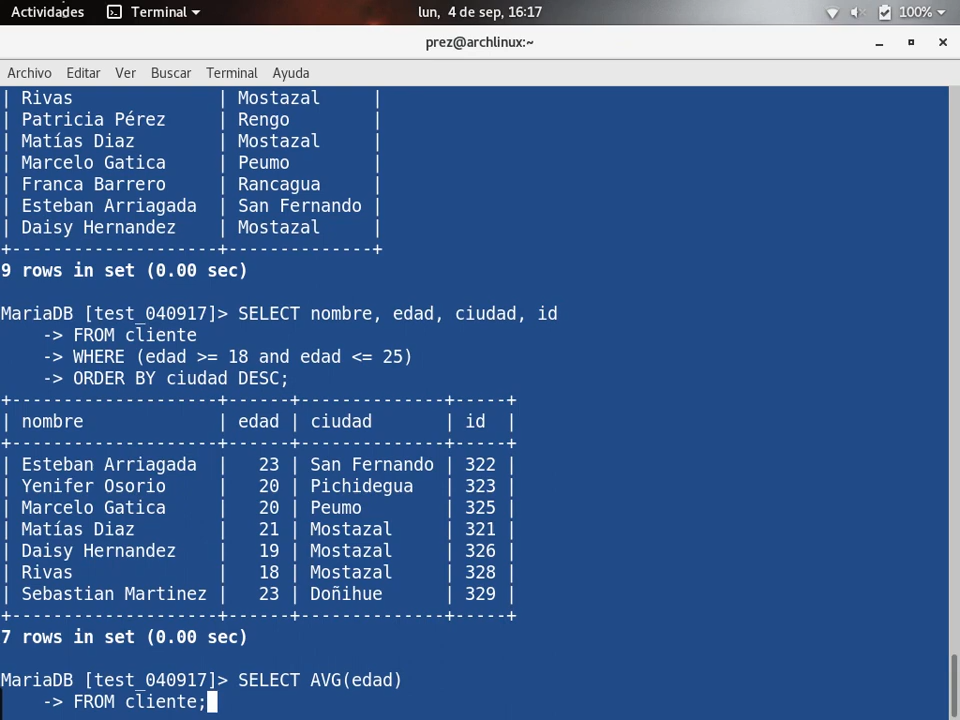 Actividades Terminal lun, 4 de sep, 16:17 100%
prez@archlinux:~
Archivo Editar Ver Buscar Terminal Ayuda
| Rivas              | Mostazal     |
| Patricia Pérez     | Rengo        |
| Matías Diaz        | Mostazal     |
| Marcelo Gatica     | Peumo        |
| Franca Barrero     | Rancagua     |
| Esteban Arriagada  | San Fernando |
| Daisy Hernandez    | Mostazal     |
+--------------------+--------------+
9 rows in set (0.00 sec)
MariaDB [test_040917]> SELECT nombre, edad, ciudad, id
    -> FROM cliente
    -> WHERE (edad >= 18 and edad <= 25)
    -> ORDER BY ciudad DESC;
+--------------------+------+--------------+-----+
| nombre             | edad | ciudad       | id  |
+--------------------+------+--------------+-----+
| Esteban Arriagada  |   23 | San Fernando | 322 |
| Yenifer Osorio     |   20 | Pichidegua   | 323 |
| Marcelo Gatica     |   20 | Peumo        | 325 |
| Matías Diaz        |   21 | Mostazal     | 321 |
| Daisy Hernandez    |   19 | Mostazal     | 326 |
| Rivas              |   18 | Mostazal     | 328 |
| Sebastian Martinez |   23 | Doñihue      | 329 |
+--------------------+------+--------------+-----+
7 rows in set (0.00 sec)
MariaDB [test_040917]> SELECT AVG(edad)
    -> FROM cliente;